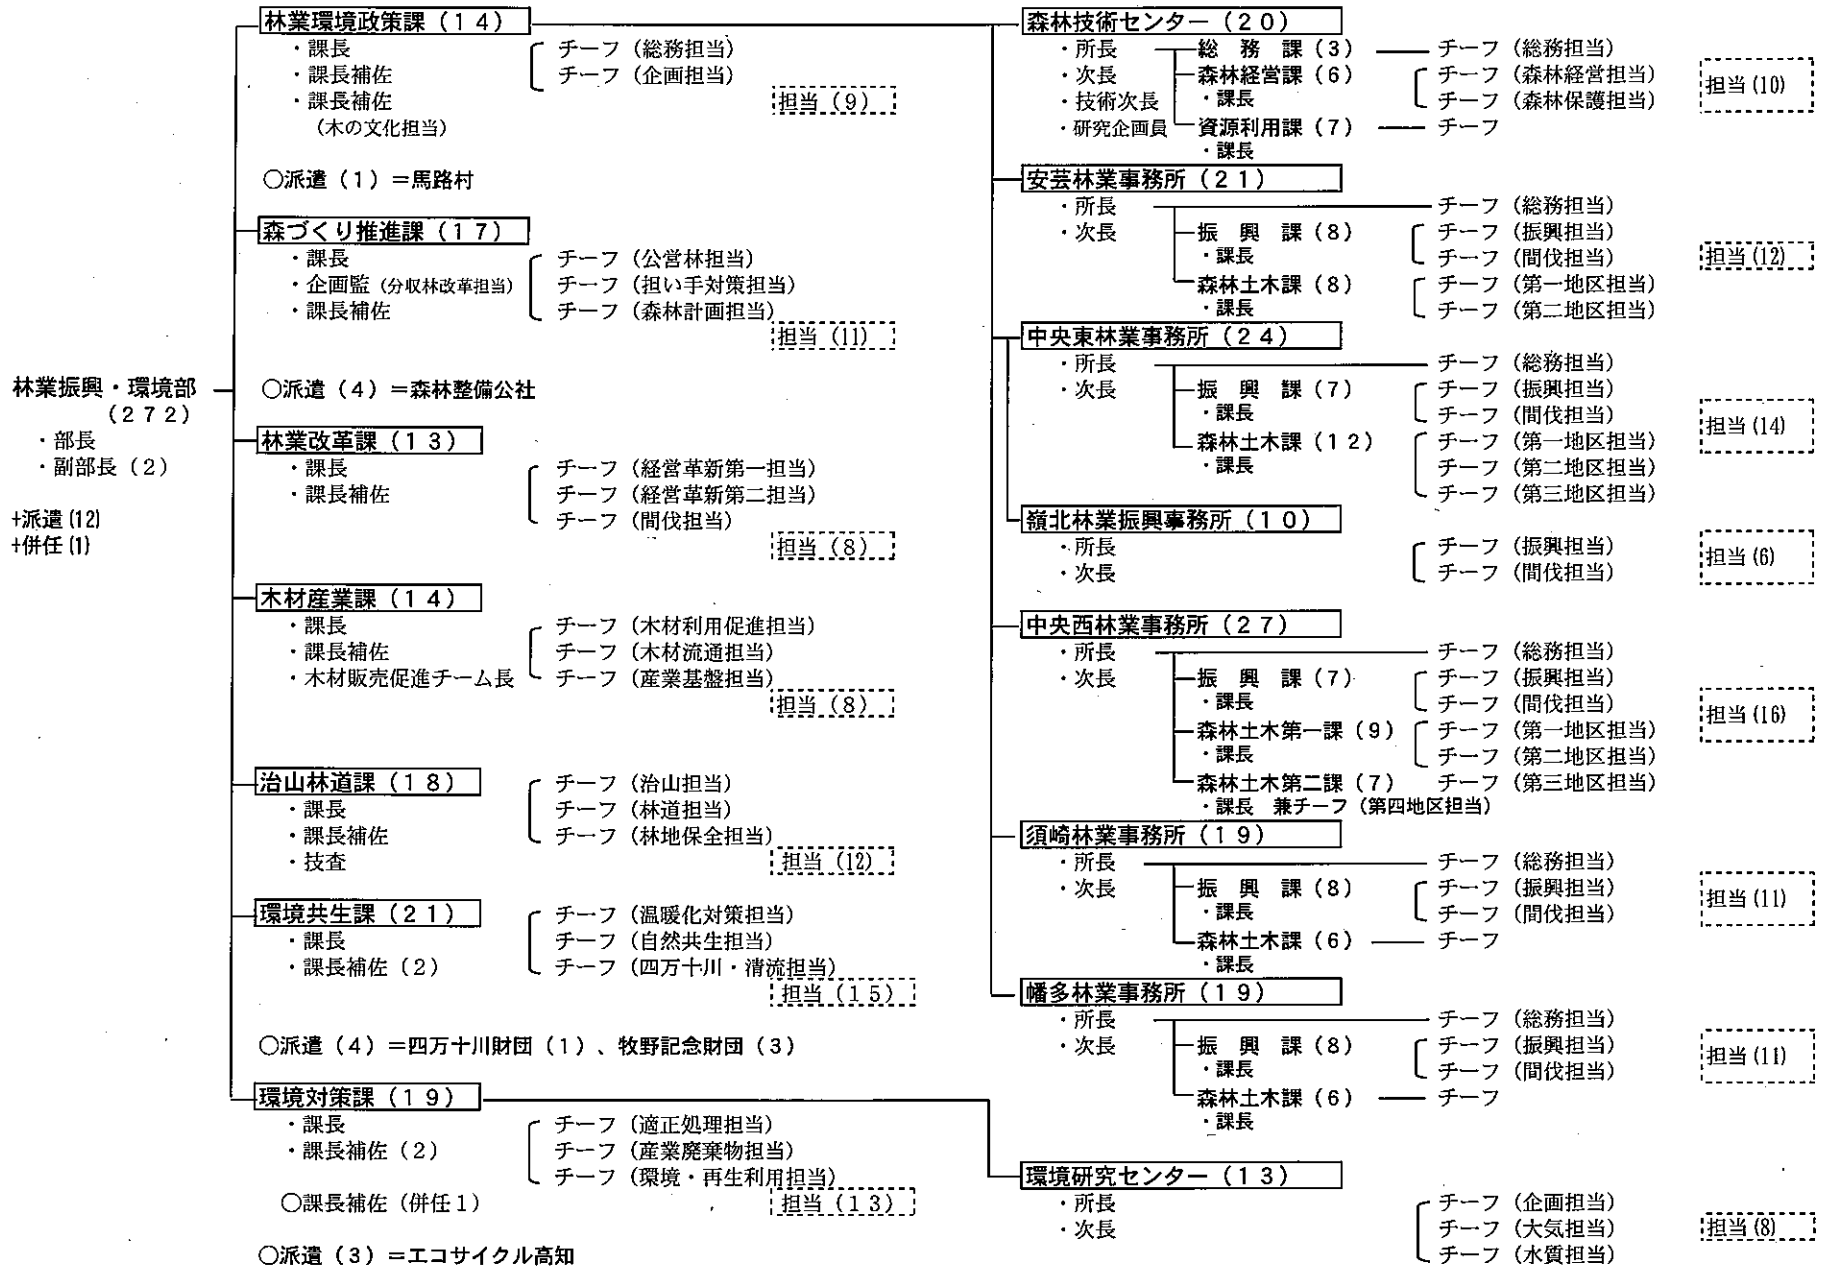 林業振興・環境部
（２７２）
・部長
・副部長（２）
+派遣(12)
+併任(1)
林業環境政策課（１４）
・課長
・課長補佐
・課長補佐
（木の文化担当）
チーフ（総務担当）
チーフ（企画担当）
担当（９）
○派遣（１）＝馬路村
森づくり推進課（１７）
・課長
・企画監（分収林改革担当）
・課長補佐
チーフ（公営林担当）
チーフ（担い手対策担当）
チーフ（森林計画担当）
担当（11）
○派遣（４）＝森林整備公社
林業改革課（１３）
・課長
・課長補佐
チーフ（経営革新第一担当）
チーフ（経営革新第二担当）
チーフ（間伐担当）
担当（８）
木材産業課（１４）
・課長
・課長補佐
・木材販売促進チーム長
チーフ（木材利用促進担当）
チーフ（木材流通担当）
チーフ（産業基盤担当）
担当（８）
治山林道課（１８）
・課長
・課長補佐
・技査
チーフ（治山担当）
チーフ（林道担当）
チーフ（林地保全担当）
担当（12）
環境共生課（２１）
・課長
・課長補佐（２）
チーフ（温暖化対策担当）
チーフ（自然共生担当）
チーフ（四万十川・清流担当）
担当（１５）
○派遣（４）＝四万十川財団（１）、牧野記念財団（３）
環境対策課（１９）
・課長
・課長補佐（２）
チーフ（適正処理担当）
チーフ（産業廃棄物担当）
チーフ（環境・再生利用担当）
○課長補佐（併任１）
担当（１３）
○派遣（３）＝エコサイクル高知
森林技術センター（２０）
・所長
・次長
・技術次長
・研究企画員
総　務　課（３）
チーフ（総務担当）
森林経営課（６）
・課長
チーフ（森林経営担当）
チーフ（森林保護担当）
資源利用課（７）
チーフ
・課長
担当(10)
安芸林業事務所（２１）
・所長
・次長
チーフ（総務担当）
振　興　課（８）
・課長
チーフ（振興担当）
チーフ（間伐担当）
森林土木課（８）
・課長
チーフ（第一地区担当）
チーフ（第二地区担当）
担当(12)
中央東林業事務所（２４）
・所長
・次長
チーフ（総務担当）
振　興　課（７）
・課長
チーフ（振興担当）
チーフ（間伐担当）
森林土木課（１２）
・課長
チーフ（第一地区担当）
チーフ（第二地区担当）
チーフ（第三地区担当）
担当(14)
嶺北林業振興事務所（１０）
・所長
・次長
チーフ（振興担当）
チーフ（間伐担当）
担当(6)
中央西林業事務所（２７）
・所長
・次長
チーフ（総務担当）
振　興　課（７）
・課長
チーフ（振興担当）
チーフ（間伐担当）
森林土木第一課（９）
・課長
チーフ（第一地区担当）
チーフ（第二地区担当）
森林土木第二課（７）
チーフ（第三地区担当）
・課長　兼チーフ（第四地区担当）
担当(16)
須崎林業事務所（１９）
・所長
・次長
チーフ（総務担当）
振　興　課（８）
・課長
チーフ（振興担当）
チーフ（間伐担当）
森林土木課（６）
チーフ
・課長
担当(11)
幡多林業事務所（１９）
・所長
・次長
チーフ（総務担当）
振　興　課（８）
・課長
チーフ（振興担当）
チーフ（間伐担当）
森林土木課（６）
チーフ
・課長
担当(11)
環境研究センター（１３）
・所長
・次長
チーフ（企画担当）
チーフ（大気担当）
チーフ（水質担当）
担当(8)